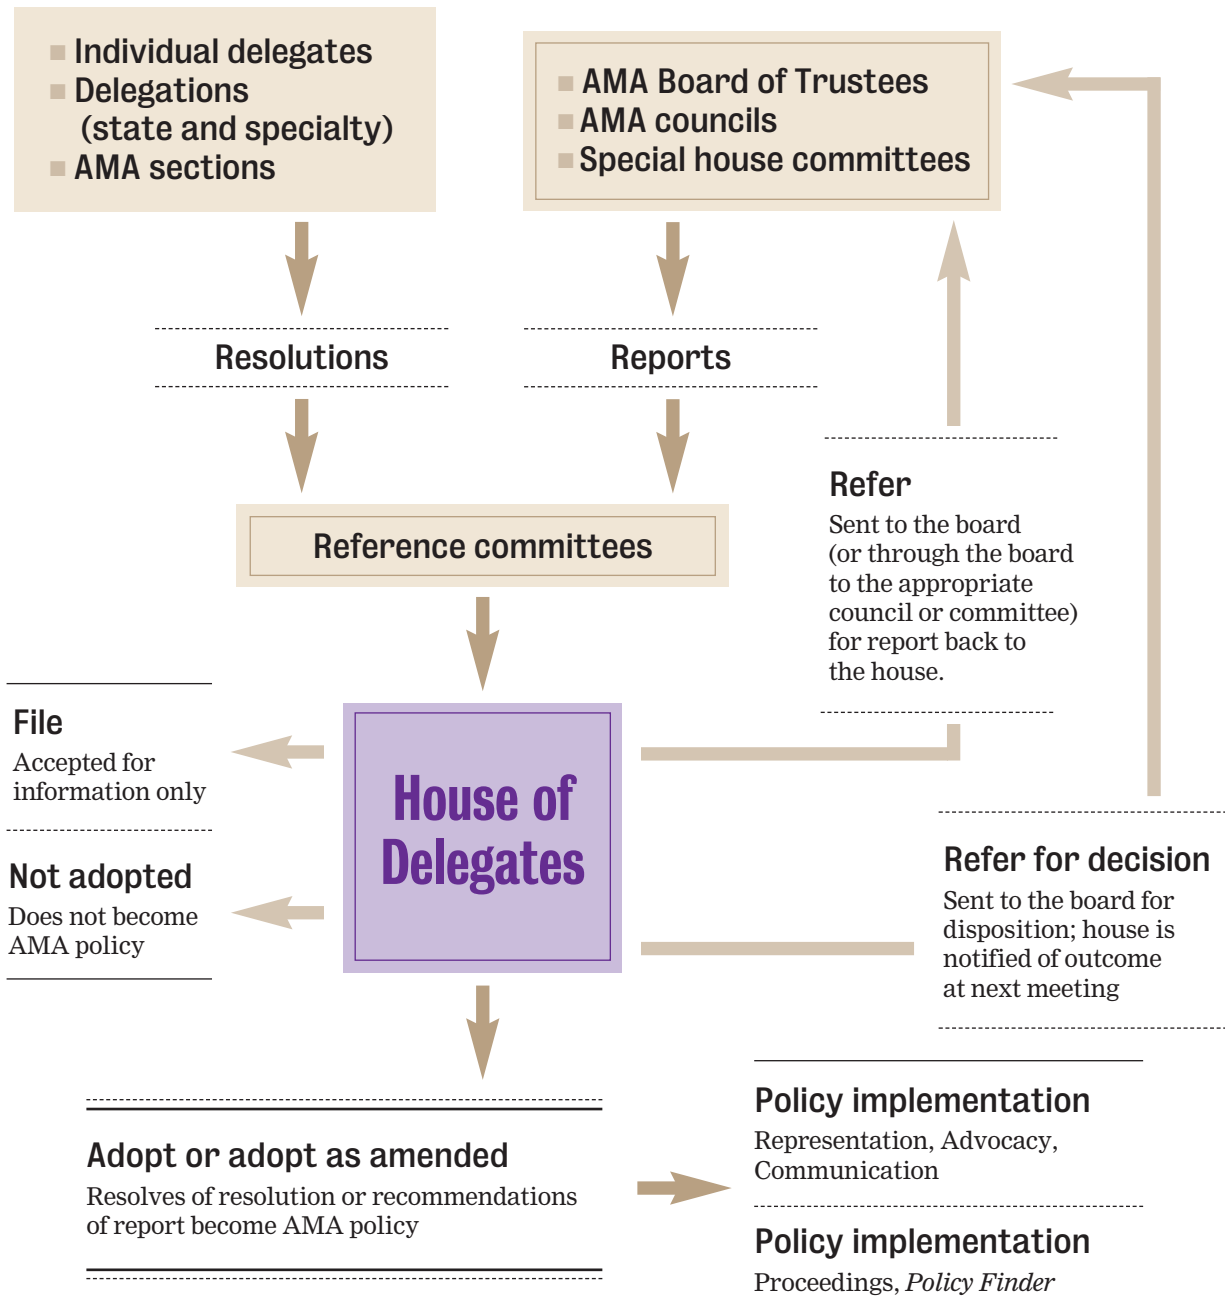 Individual delegates
Delegations
(state and specialty)
AMA sections
AMA Board of Trustees
AMA councils
Special house committees
Resolutions
Reports
Reference committees
Refer
Sent to the board
(or through the board
to the appropriate
council or committee)
for report back to
the house.
File
Accepted for
information only
Not adopted
Does not become
AMA policy
House of
Delegates
Refer for decision
Sent to the board for
disposition; house is
notified of outcome
at next meeting
Adopt or adopt as amended
Resolves of resolution or recommendations
of report become AMA policy
Policy implementation
Representation, Advocacy,
Communication
Policy implementation
Proceedings, Policy Finder